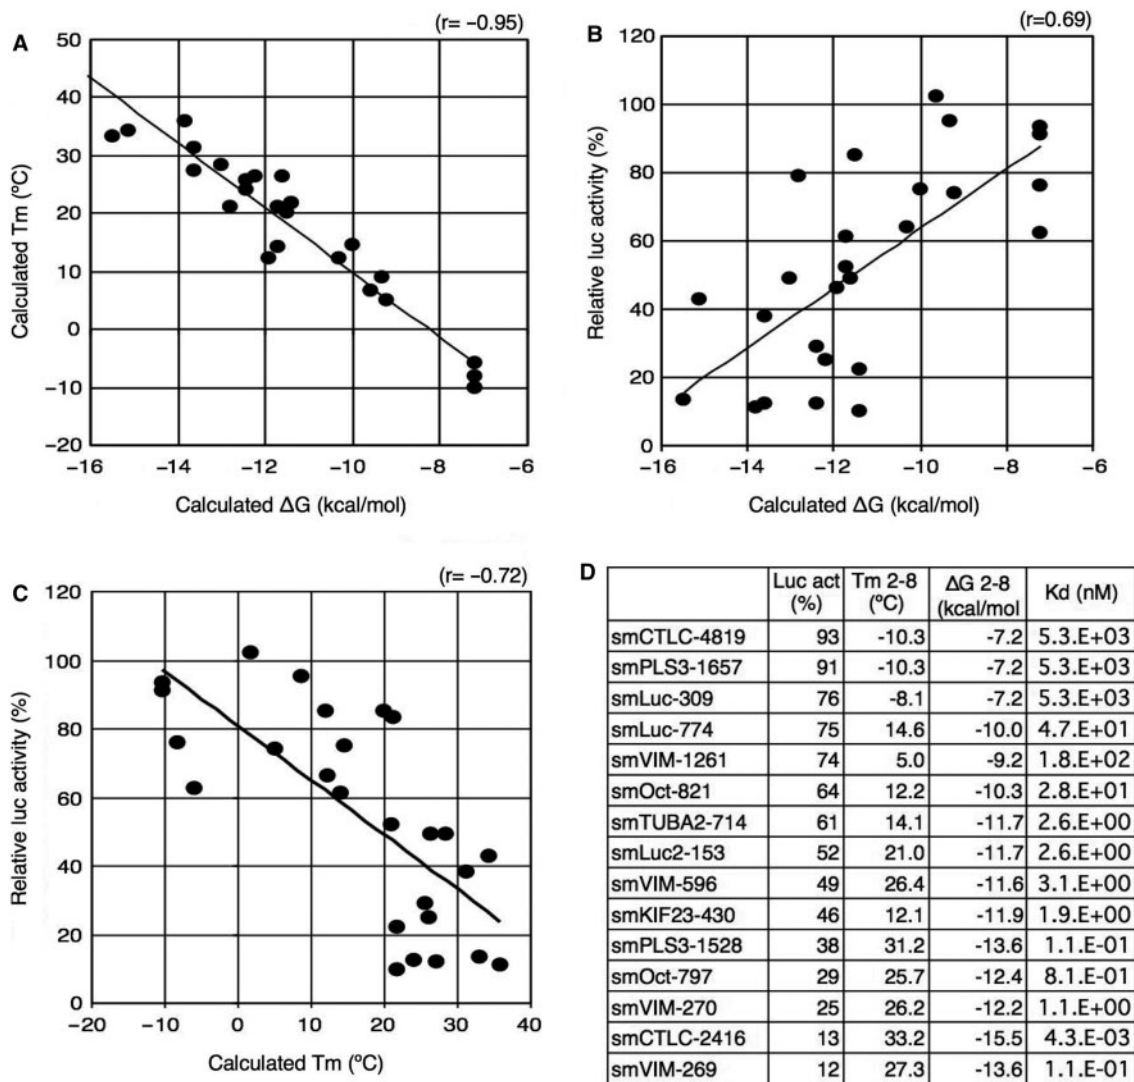 A
(r= −0.95)
50
40
30
20
10
0
−10
−20
−16
−14
−12
−10
−8
−6
Calculated Tm (ºC)
Calculated ΔG (kcal/mol)
B
(r=0.69)
120
100
80
60
40
20
0
−16
−14
−12
−10
−8
−6
Relative luc activity (%)
Calculated ΔG (kcal/mol)
C
(r= −0.72)
120
100
80
60
40
20
0
−20
−10
0
10
20
30
40
Relative luc activity (%)
Calculated Tm (ºC)
D
Luc act (%) Tm 2-8 (ºC) ΔG 2-8 (kcal/mol Kd (nM)
smCTLC-4819 93 -10.3 -7.2 5.3.E+03
smPLS3-1657 91 -10.3 -7.2 5.3.E+03
smLuc-309 76 -8.1 -7.2 5.3.E+03
smLuc-774 75 14.6 -10.0 4.7.E+01
smVIM-1261 74 5.0 -9.2 1.8.E+02
smOct-821 64 12.2 -10.3 2.8.E+01
smTUBA2-714 61 14.1 -11.7 2.6.E+00
smLuc2-153 52 21.0 -11.7 2.6.E+00
smVIM-596 49 26.4 -11.6 3.1.E+00
smKIF23-430 46 12.1 -11.9 1.9.E+00
smPLS3-1528 38 31.2 -13.6 1.1.E-01
smOct-797 29 25.7 -12.4 8.1.E-01
smVIM-270 25 26.2 -12.2 1.1.E+00
smCTLC-2416 13 33.2 -15.5 4.3.E-03
smVIM-269 12 27.3 -13.6 1.1.E-01